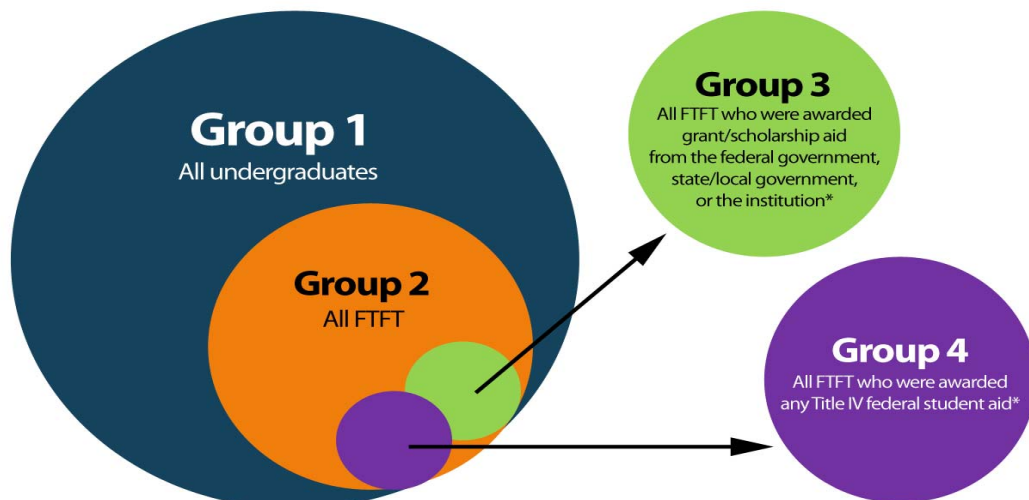 Group 1
All undergraduates
Group 2
All FTFT
Group 3
All FTFT who were awarded
grant/scholarship aid
from the federal government,
state/local government,
or the institution*
Group 4
All FTFT who were awarded
any Title IV federal student aid*